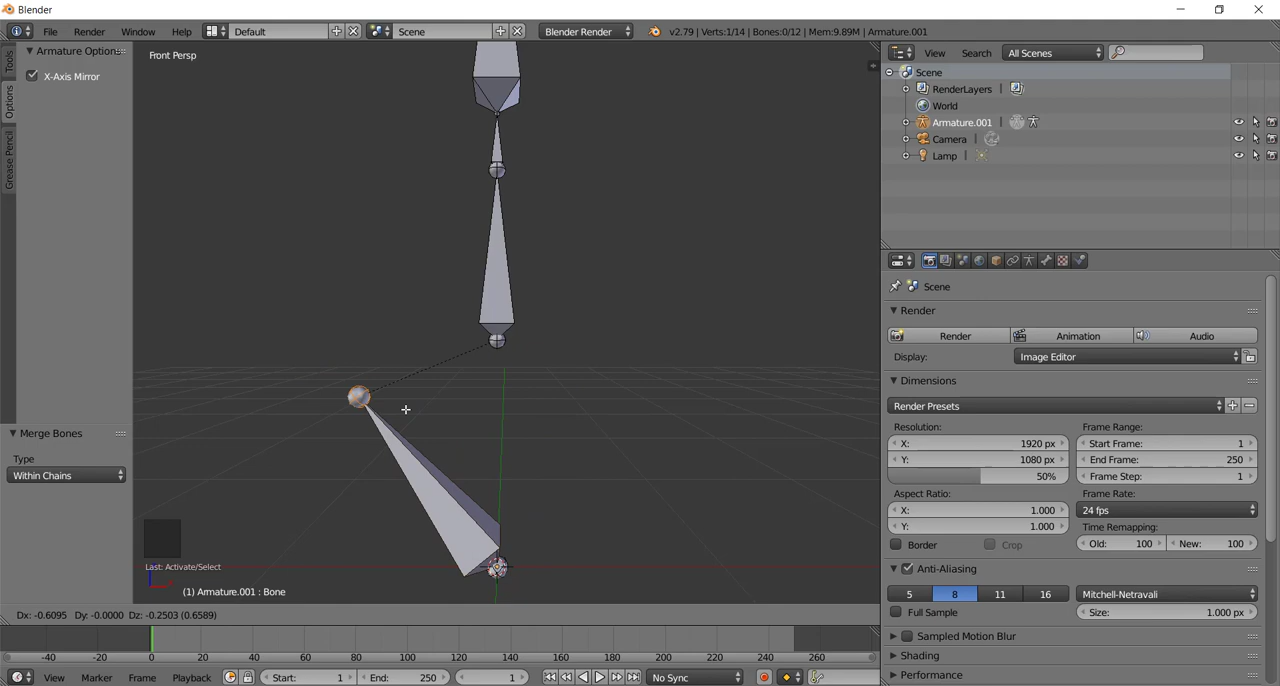 Blender
File Render Window Help Default Scene Blender Render v2.79 | Verts:1/14 | Bones:0/12 | Mem:9.89M | Armature.001
Armature Options
X-Axis Mirror
Tools
Options
Grease Pencil
Merge Bones
Type
Within Chains
Front Persp
Last: Activate/Select
(1) Armature.001 : Bone
Dx: -0.6095 Dy: -0.0000 Dz: -0.2503 (0.6589)
-40 -20 0 20 40 60 80 100 120 140 160 180 200 220 240 260
View Marker Frame Playback Start: 1 End: 250 1 No Sync
View Search All Scenes
Scene
RenderLayers
World
Armature.001
Camera
Lamp
Scene
Render
Render Animation Audio
Display: Image Editor
Dimensions
Render Presets
Resolution: Frame Range:
X: 1920 px Start Frame: 1
Y: 1080 px End Frame: 250
50% Frame Step: 1
Aspect Ratio: Frame Rate:
X: 1.000 24 fps
Y: 1.000 Time Remapping:
Border Crop Old: 100 New: 100
Anti-Aliasing
5 8 11 16 Mitchell-Netravali
Full Sample Size: 1.000 px
Sampled Motion Blur
Shading
Performance